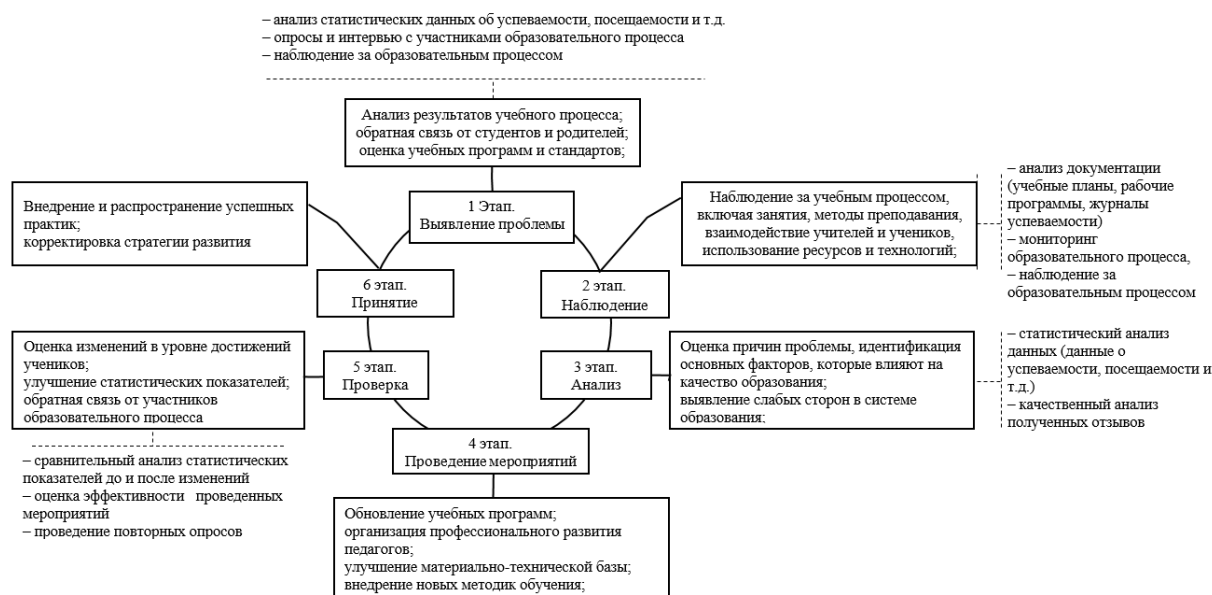 – анализ статистических данных об успеваемости, посещаемости и т.д.
– опросы и интервью с участниками образовательного процесса
– наблюдение за образовательным процессом
Анализ результатов учебного процесса;
обратная связь от студентов и родителей;
оценка учебных программ и стандартов;
1 Этап.
Выявление проблемы
Внедрение и распространение успешных
практик;
корректировка стратегии развития
Наблюдение за учебным процессом,
включая занятия, методы преподавания,
взаимодействие учителей и учеников,
использование ресурсов и технологий;
– анализ документации
(учебные планы, рабочие
программы, журналы
успеваемости)
– мониторинг
образовательного процесса,
– наблюдение за
образовательным процессом
6 этап.
Принятие
2 этап.
Наблюдение
Оценка изменений в уровне достижений
учеников;
улучшение статистических показателей;
обратная связь от участников
образовательного процесса
5 этап.
Проверка
3 этап.
Анализ
Оценка причин проблемы, идентификация
основных факторов, которые влияют на
качество образования;
выявление слабых сторон в системе
образования;
– статистический анализ
данных (данные о
успеваемости, посещаемости и
т.д.)
– качественный анализ
полученных отзывов
4 этап.
Проведение мероприятий
– сравнительный анализ статистических
показателей до и после изменений
– оценка эффективности проведенных
мероприятий
– проведение повторных опросов
Обновление учебных программ;
организация профессионального развития
педагогов;
улучшение материально-технической базы;
внедрение новых методик обучения;